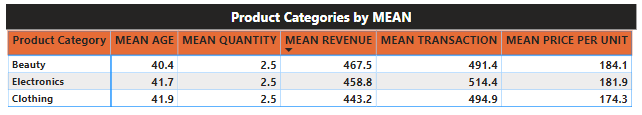 Product Categories by MEAN
Product Category MEAN AGE MEAN QUANTITY MEAN REVENUE MEAN TRANSACTION MEAN PRICE PER UNIT
Beauty 40.4 2.5 467.5 491.4 184.1
Electronics 41.7 2.5 458.8 514.4 181.9
Clothing 41.9 2.5 443.2 494.9 174.3